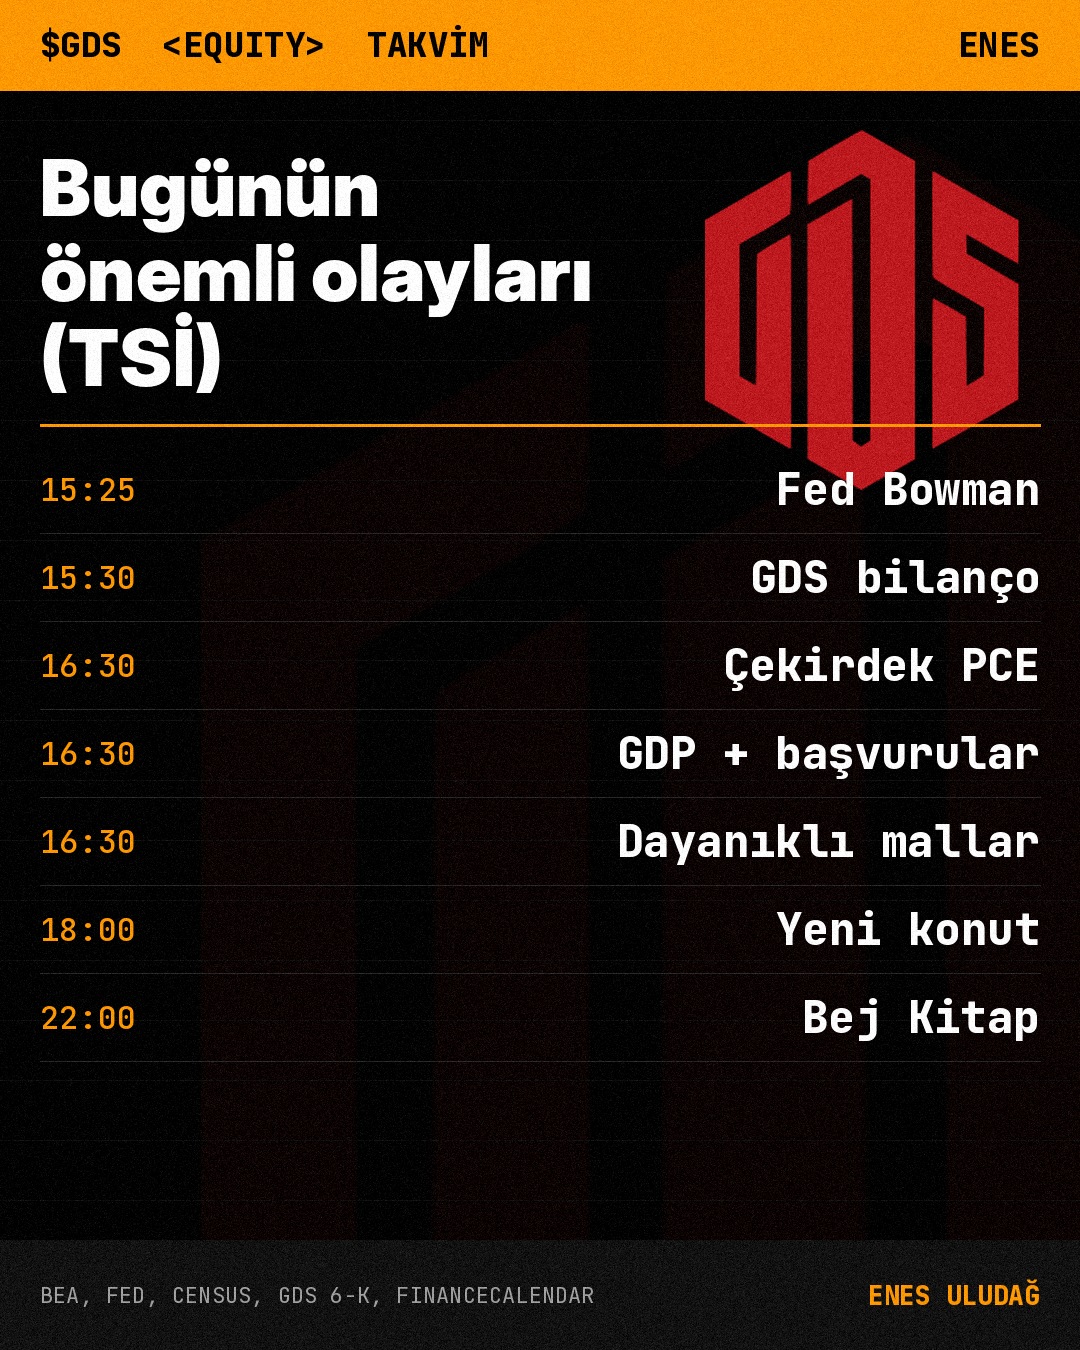 $GDS <EQUITY> TAKVİM ENES
Bugünün
önemli olayları
(TSİ)
GDS
15:25 Fed Bowman
15:30 GDS bilanço
16:30 Çekirdek PCE
16:30 GDP + başvurular
16:30 Dayanıklı mallar
18:00 Yeni konut
22:00 Bej Kitap
BEA, FED, CENSUS, GDS 6-K, FINANCECALENDAR ENES ULUDAĞ